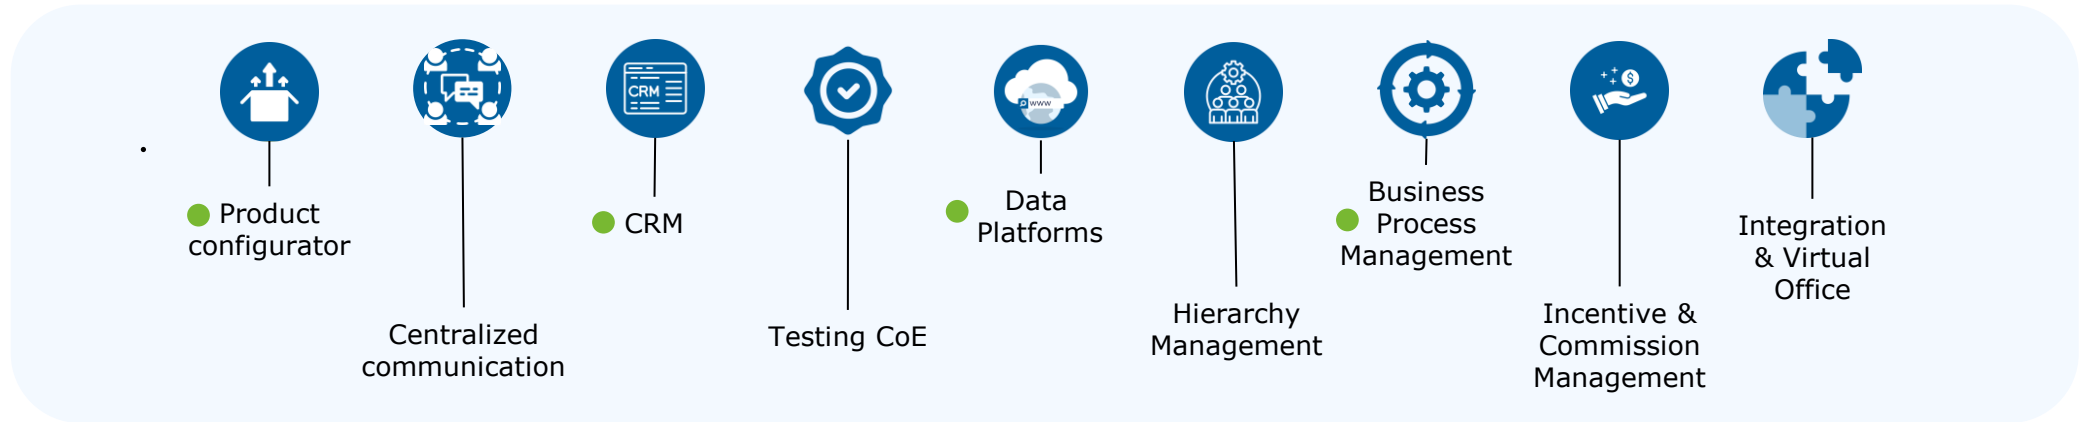 CRM
www
Product
configurator
Centralized
communication
CRM
Testing CoE
Data
Platforms
Hierarchy
Management
Business
Process
Management
$
Incentive &
Commission
Management
Integration
& Virtual
Office